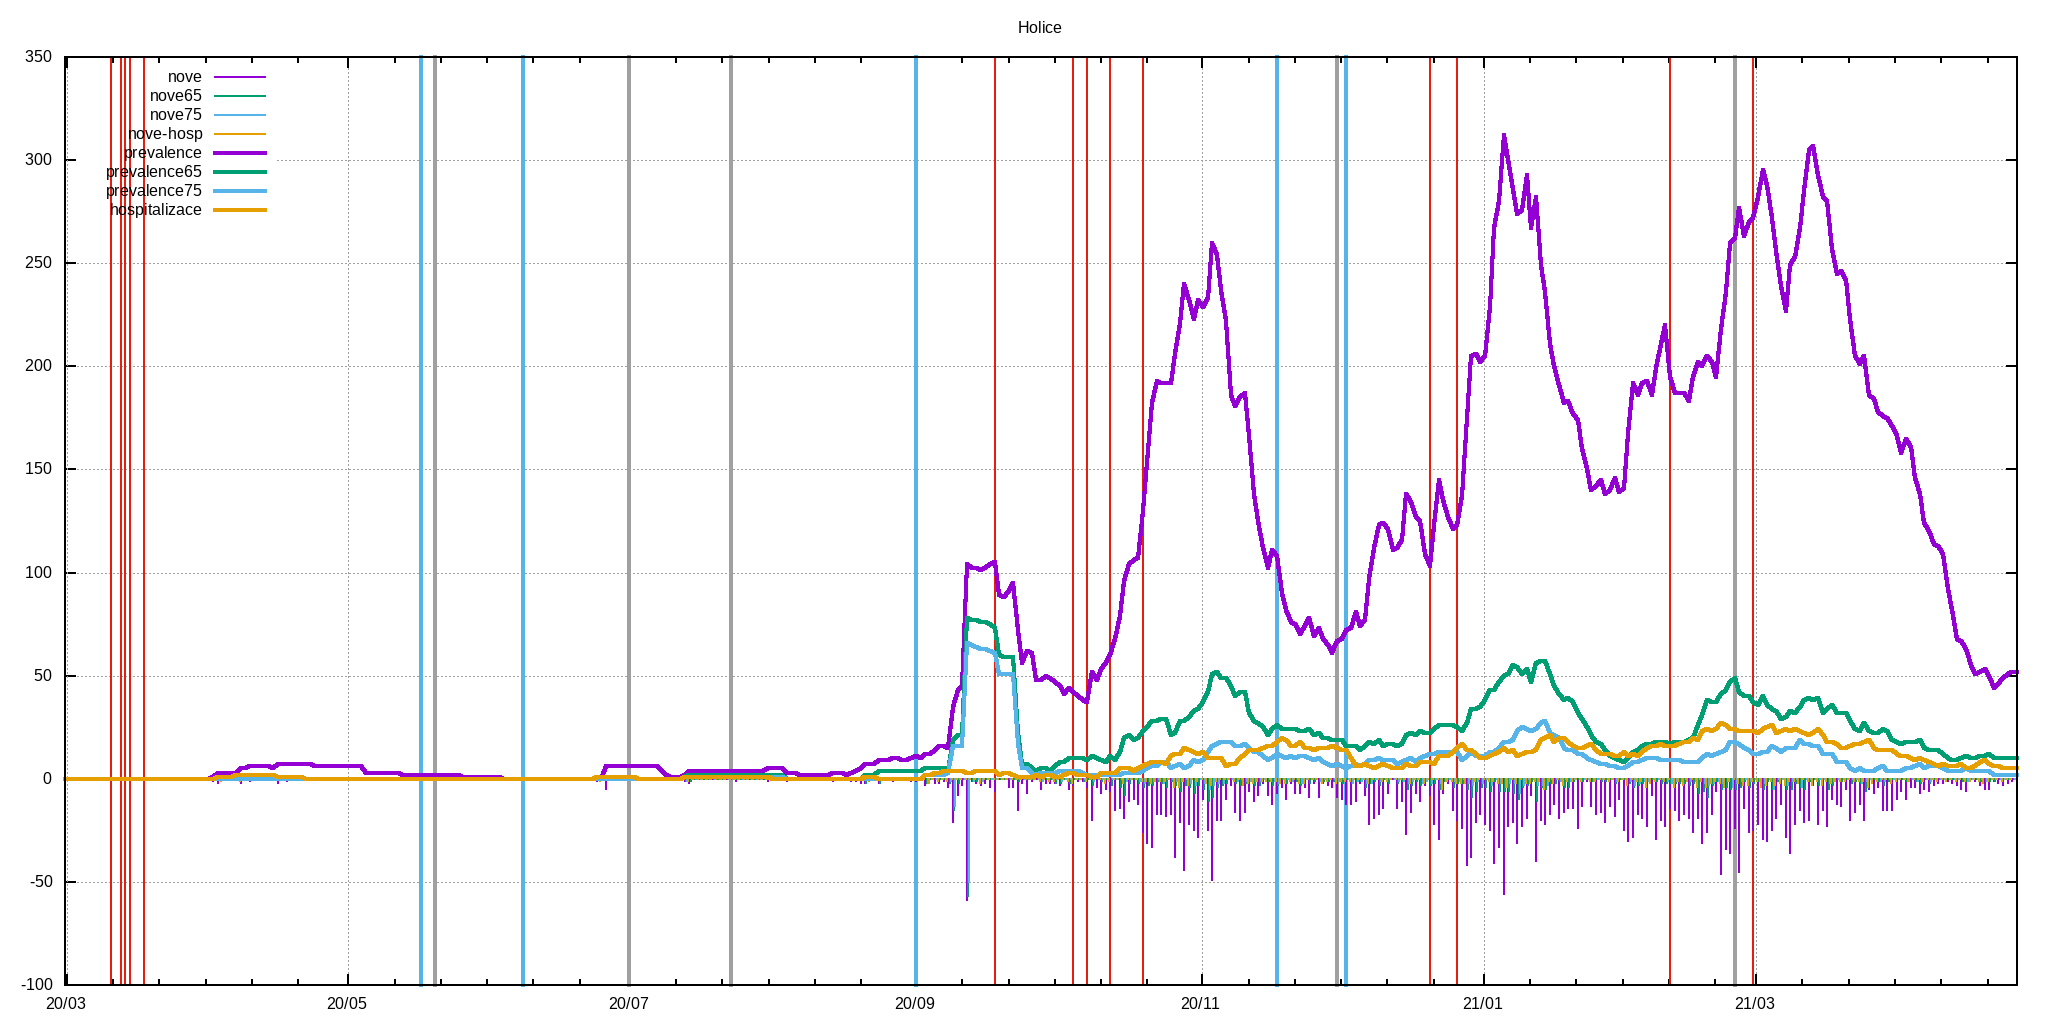 Holice
350
300
250
200
150
100
50
0
-50
-100
nove
nove65
nove75
nove-hosp
prevalence
prevalence65
prevalence75
hospitalizace
20/03
20/05
20/07
20/09
20/11
21/01
21/03